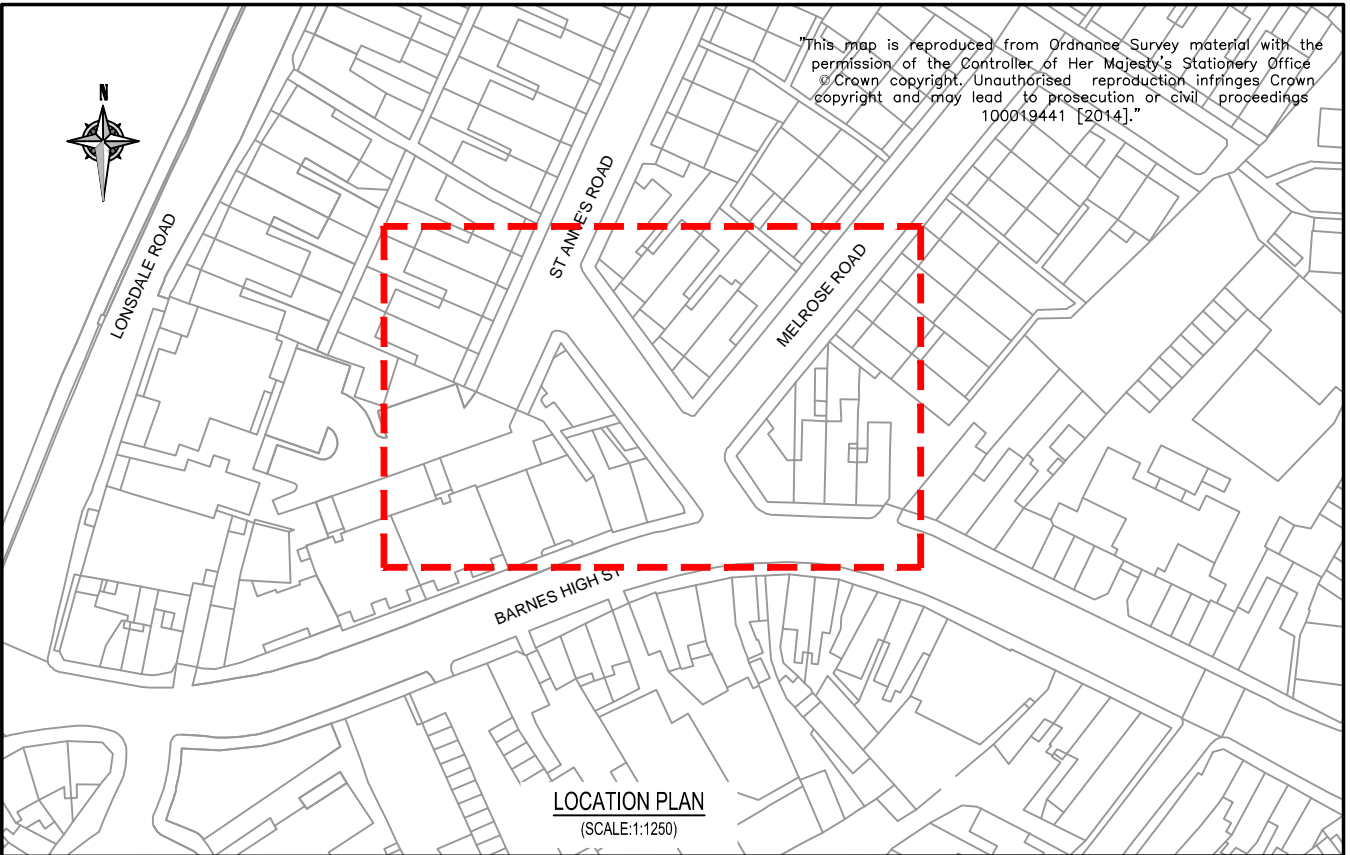 "This map is reproduced from Ordnance Survey material with the
permission of the Controller of Her Majesty's Stationery Office
© Crown copyright. Unauthorised reproduction infringes Crown
copyright and may lead to prosecution or civil proceedings
100019441 [2014]."
N
ST ANNE'S ROAD
LONSDALE ROAD
MELROSE ROAD
BARNES HIGH ST
LOCATION PLAN
(SCALE:1:1250)